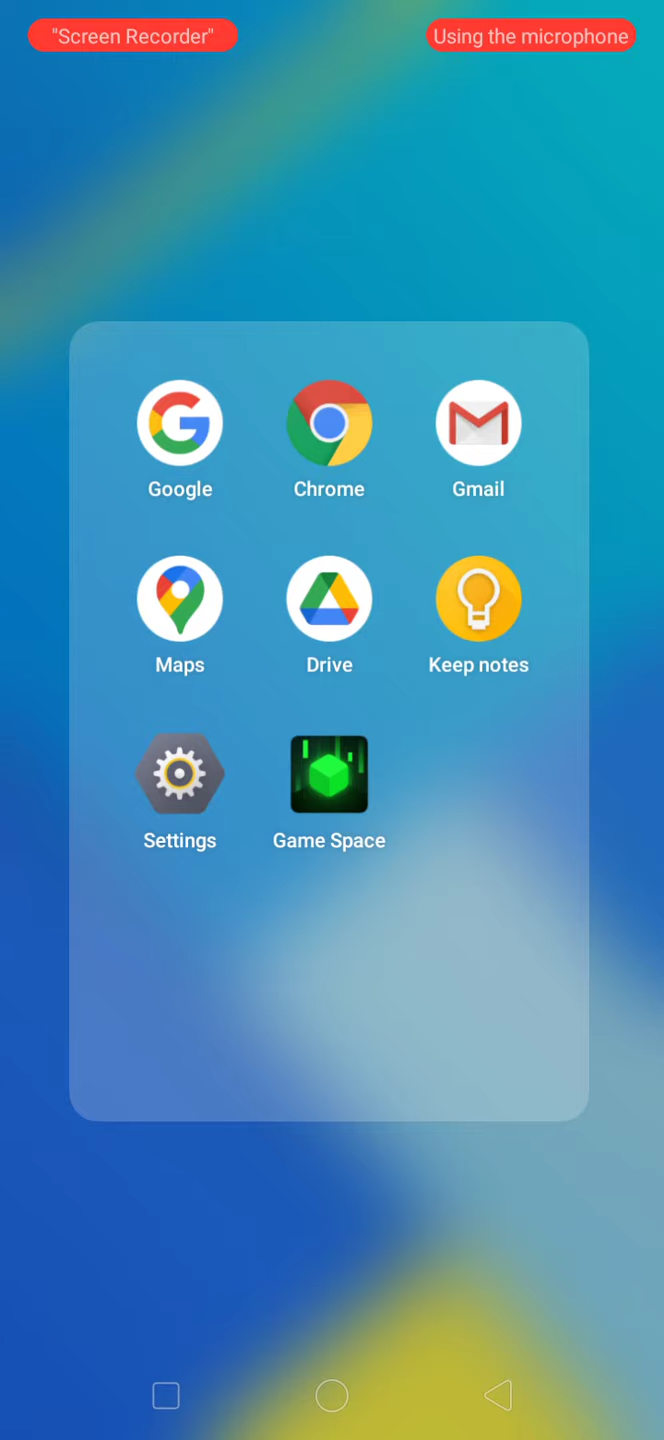 "Screen Recorder"
Using the microphone
Google
Chrome
Gmail
Maps
Drive
Keep notes
Settings
Game Space